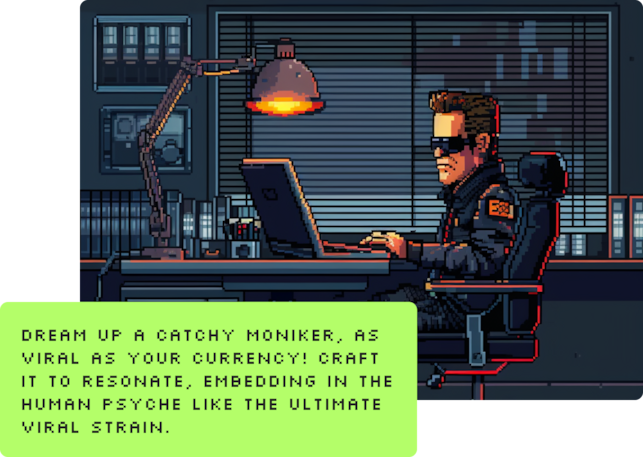 DREAM UP A CATCHY MONIKER, AS
VIRAL AS YOUR CURRENCY! CRAFT
IT TO RESONATE, EMBEDDING IN THE
HUMAN PSYCHE LIKE THE ULTIMATE
VIRAL STRAIN.